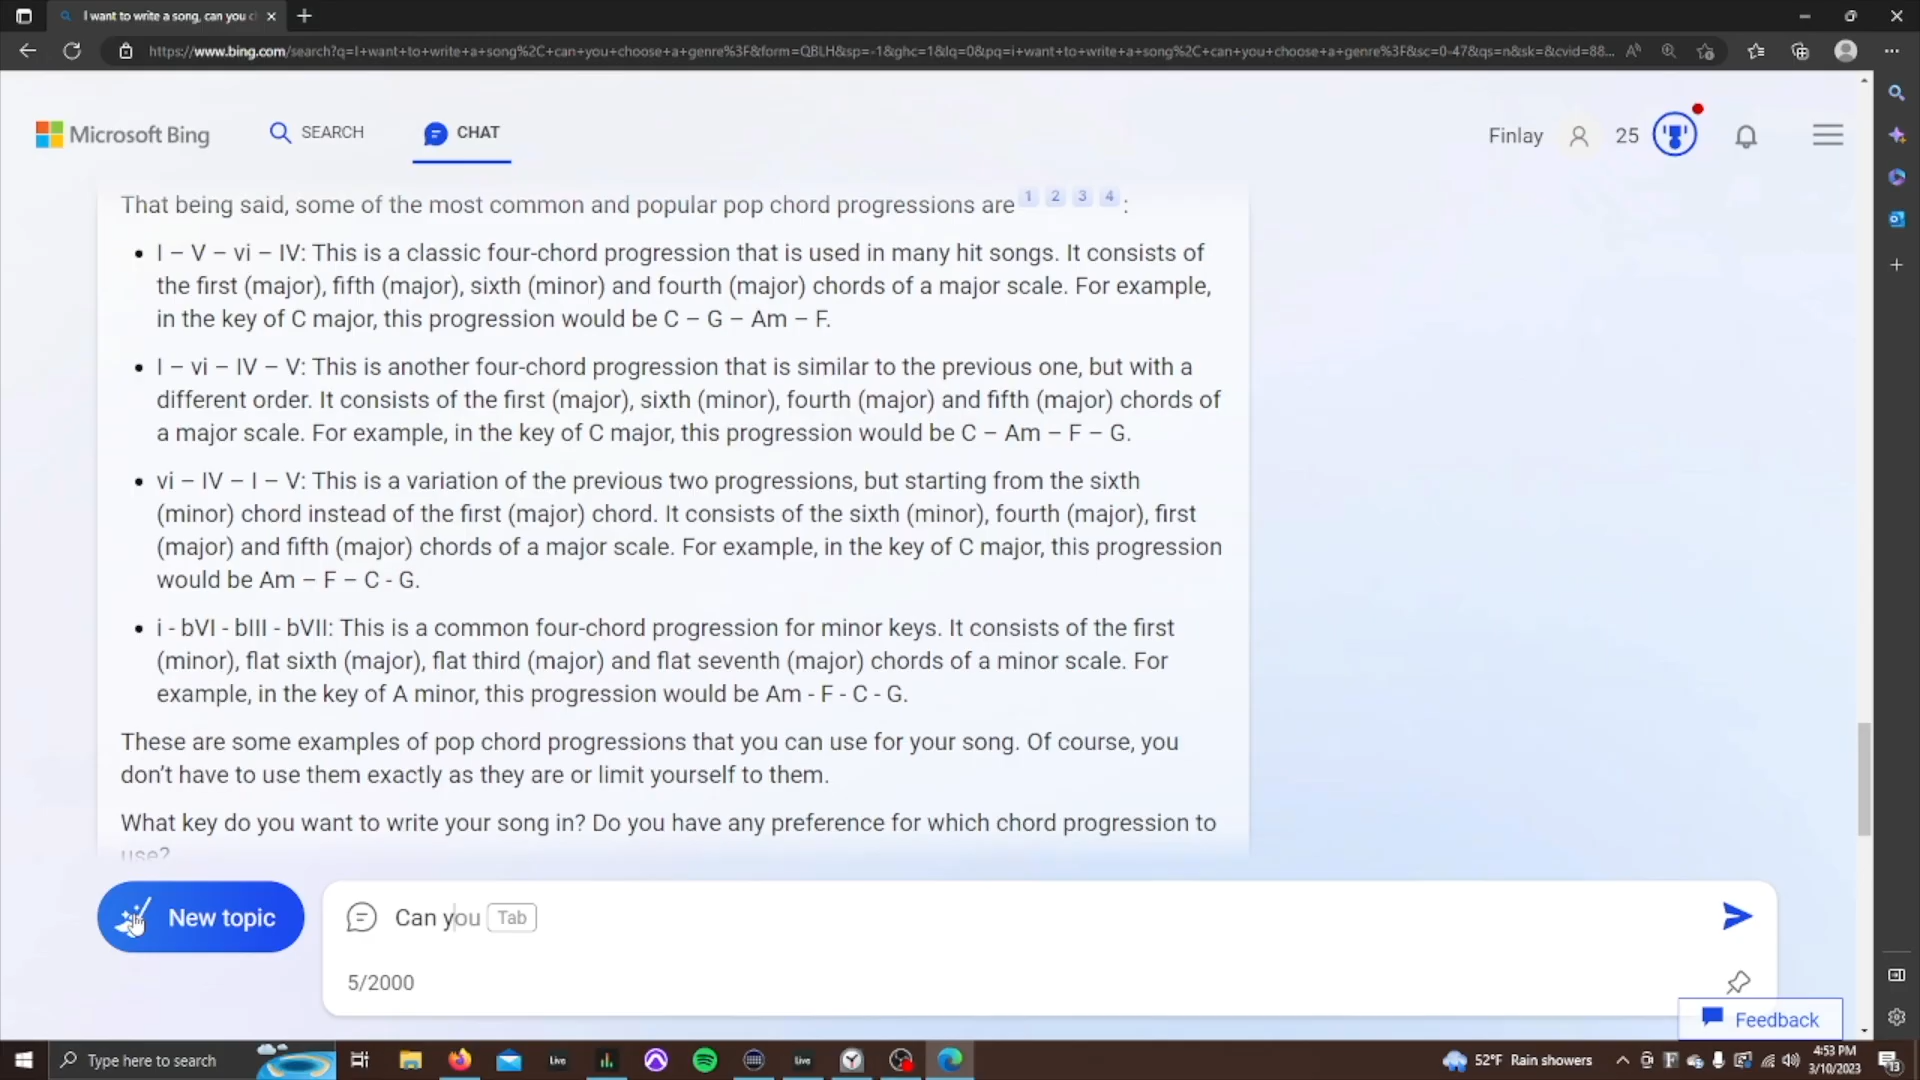 I want to write a song, can you c
https://www.bing.com/search?q=I+want+to+write+a+song%2C+can+you+choose+a+genre%3F&form=QBLH&sp=-1&ghc=1&lq=0&pq=i+want+to+write+a+song%2C+can+you+choose+a+genre%3F&sc=0-47&qs=n&sk=&cvid=88...
Microsoft Bing
SEARCH
CHAT
Finlay
25
That being said, some of the most common and popular pop chord progressions are 1 2 3 4 :
• I – V – vi – IV: This is a classic four-chord progression that is used in many hit songs. It consists of
the first (major), fifth (major), sixth (minor) and fourth (major) chords of a major scale. For example,
in the key of C major, this progression would be C – G – Am – F.
• I – vi – IV – V: This is another four-chord progression that is similar to the previous one, but with a
different order. It consists of the first (major), sixth (minor), fourth (major) and fifth (major) chords of
a major scale. For example, in the key of C major, this progression would be C – Am – F – G.
• vi – IV – I – V: This is a variation of the previous two progressions, but starting from the sixth
(minor) chord instead of the first (major) chord. It consists of the sixth (minor), fourth (major), first
(major) and fifth (major) chords of a major scale. For example, in the key of C major, this progression
would be Am – F – C - G.
• i - bVI - bIII - bVII: This is a common four-chord progression for minor keys. It consists of the first
(minor), flat sixth (major), flat third (major) and flat seventh (major) chords of a minor scale. For
example, in the key of A minor, this progression would be Am - F - C - G.
These are some examples of pop chord progressions that you can use for your song. Of course, you
don't have to use them exactly as they are or limit yourself to them.
What key do you want to write your song in? Do you have any preference for which chord progression to
use?
New topic
Can you Tab
5/2000
Feedback
Type here to search
Live
Live
52°F Rain showers
4:53 PM
3/10/2023
13